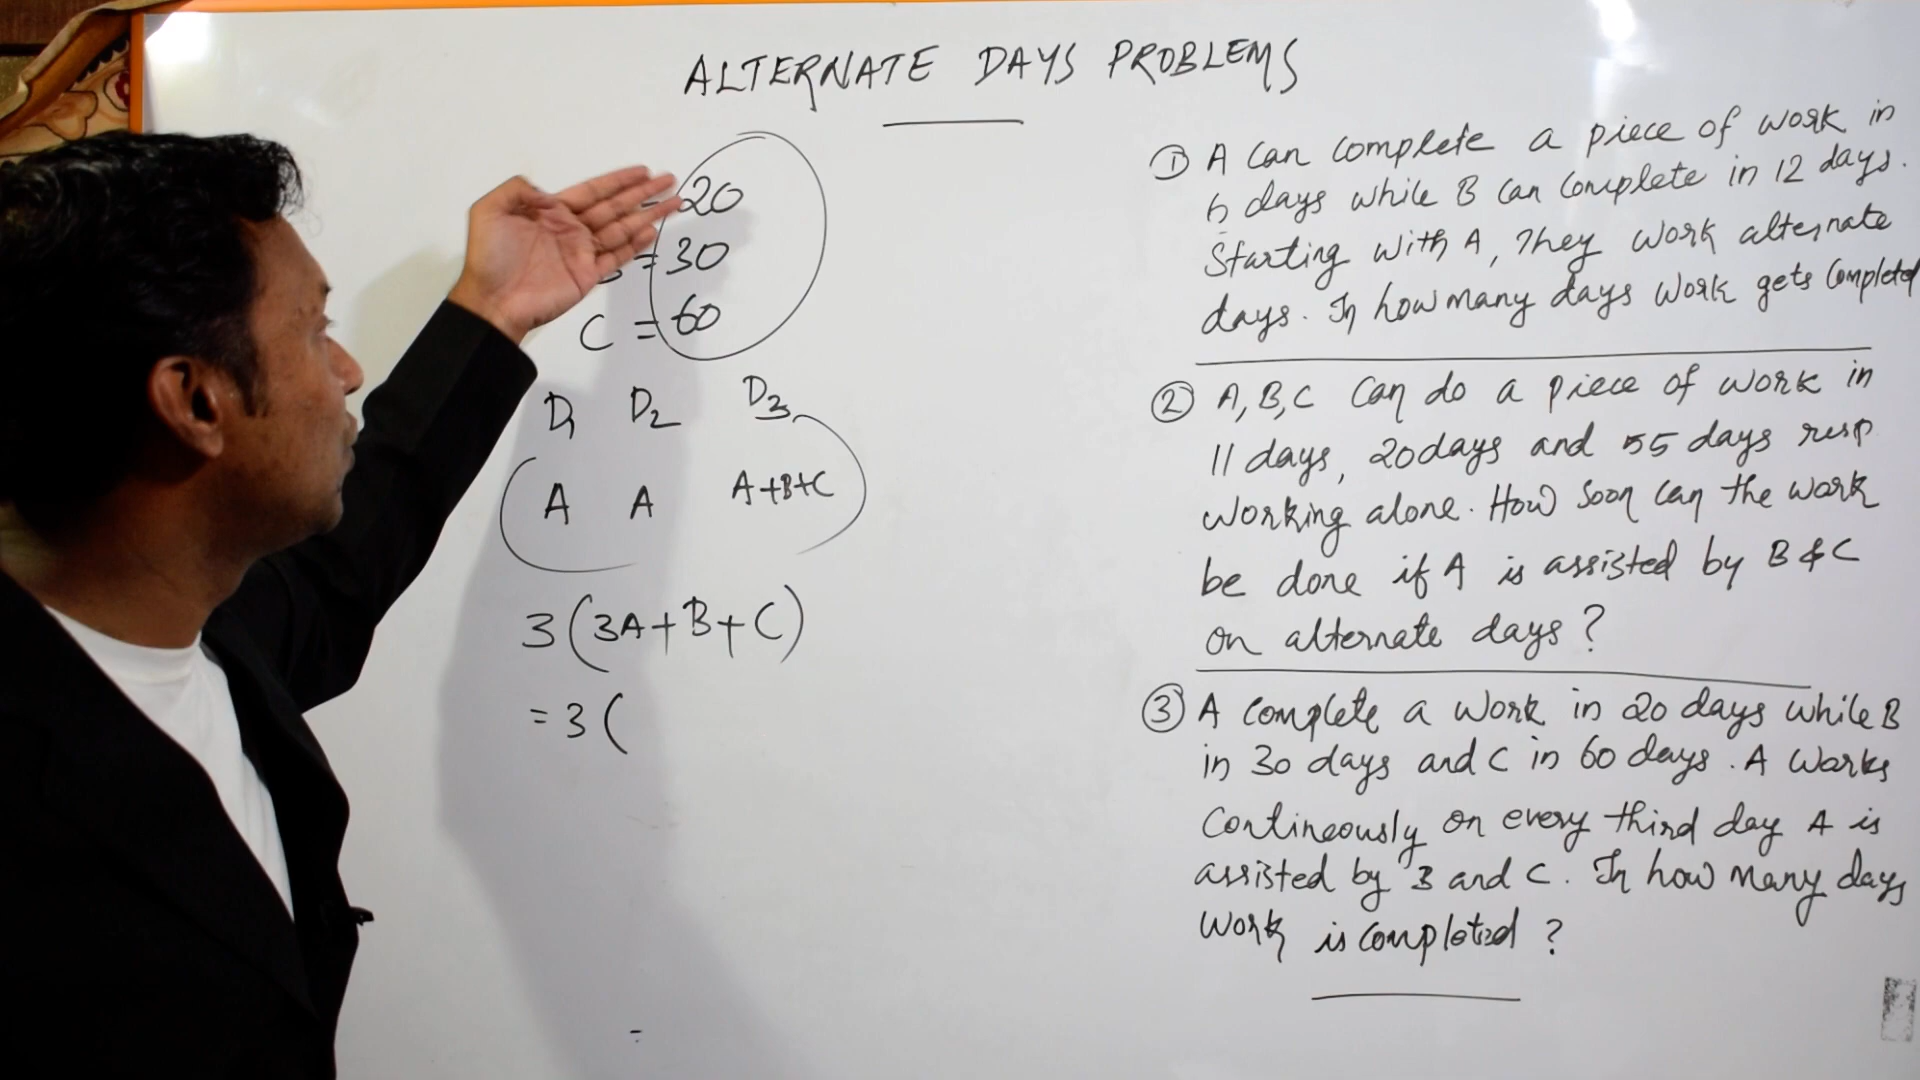 ALTERNATE DAYS PROBLEMS
- 20
B = 30
C = 60
D1 D2 D3
A A A+B+C
3(3A+B+C)
= 3(
=
① A can complete a piece of work in
6 days while B can complete in 12 days.
Starting with A, They work alternate
days. In how many days work gets completed
② A, B, C can do a piece of work in
11 days, 20 days and 55 days resp
working alone. How soon can the work
be done if A is assisted by B & C
on alternate days?
③ A complete a work in 20 days while B
in 30 days and C in 60 days. A works
Contineously on every third day A is
assisted by B and C. In how many days
work is completed ?